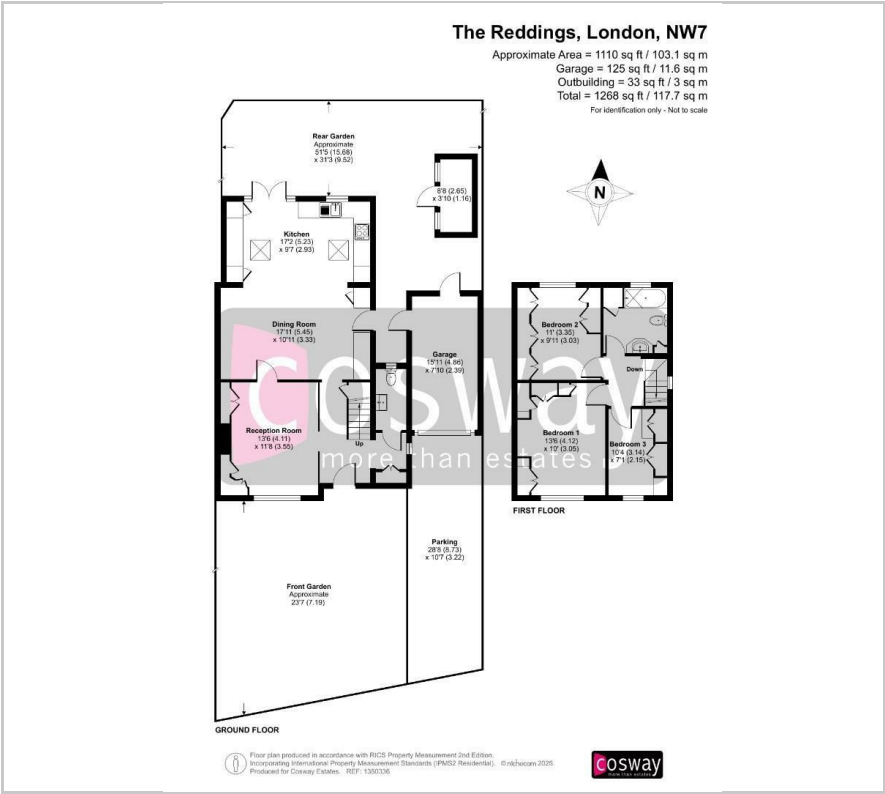 The Reddings, London, NW7
Approximate Area = 1110 sq ft / 103.1 sq m
Garage = 125 sq ft / 11.6 sq m
Outbuilding = 33 sq ft / 3 sq m
Total = 1268 sq ft / 117.7 sq m
For identification only - Not to scale
Rear Garden
Approximate
51'5 (15.68)
x 31'3 (9.52)
8'8 (2.65)
x 3'10 (1.16)
N
Kitchen
17'2 (5.23)
x 9'7 (2.93)
Dining Room
17'11 (5.45)
x 10'11 (3.33)
Garage
15'11 (4.86)
x 7'10 (2.39)
Bedroom 2
11' (3.35)
x 9'11 (3.03)
Down
cosway
more than estates
Reception Room
13'6 (4.11)
x 11'8 (3.55)
Up
Bedroom 1
13'6 (4.12)
x 10' (3.05)
Bedroom 3
10'4 (3.14)
x 7'1 (2.15)
FIRST FLOOR
Parking
28'8 (8.73)
x 10'7 (3.22)
Front Garden
Approximate
23'7 (7.19)
GROUND FLOOR
Floor plan produced in accordance with RICS Property Measurement 2nd Edition,
Incorporating International Property Measurement Standards (IPMS2 Residential). © nichecom 2025.
Produced for Cosway Estates. REF: 1350336
cosway
more than estates